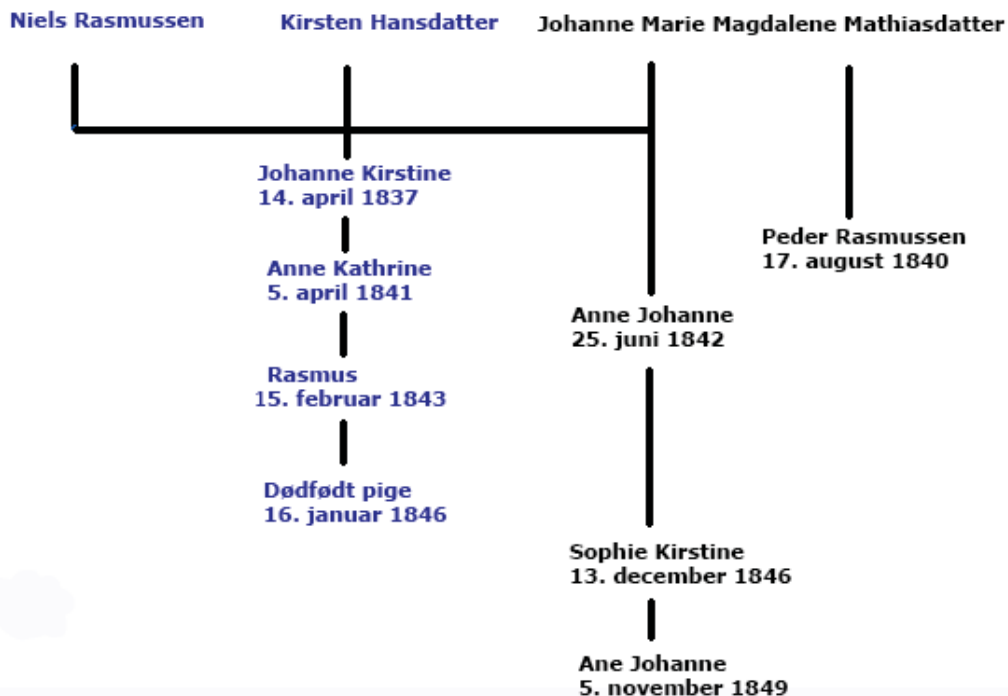 Niels Rasmussen
Kirsten Hansdatter
Johanne Marie Magdalene Mathiasdatter
Johanne Kirstine
14. april 1837
Anne Kathrine
5. april 1841
Rasmus
15. februar 1843
Dødfødt pige
16. januar 1846
Anne Johanne
25. juni 1842
Sophie Kirstine
13. december 1846
Ane Johanne
5. november 1849
Peder Rasmussen
17. august 1840